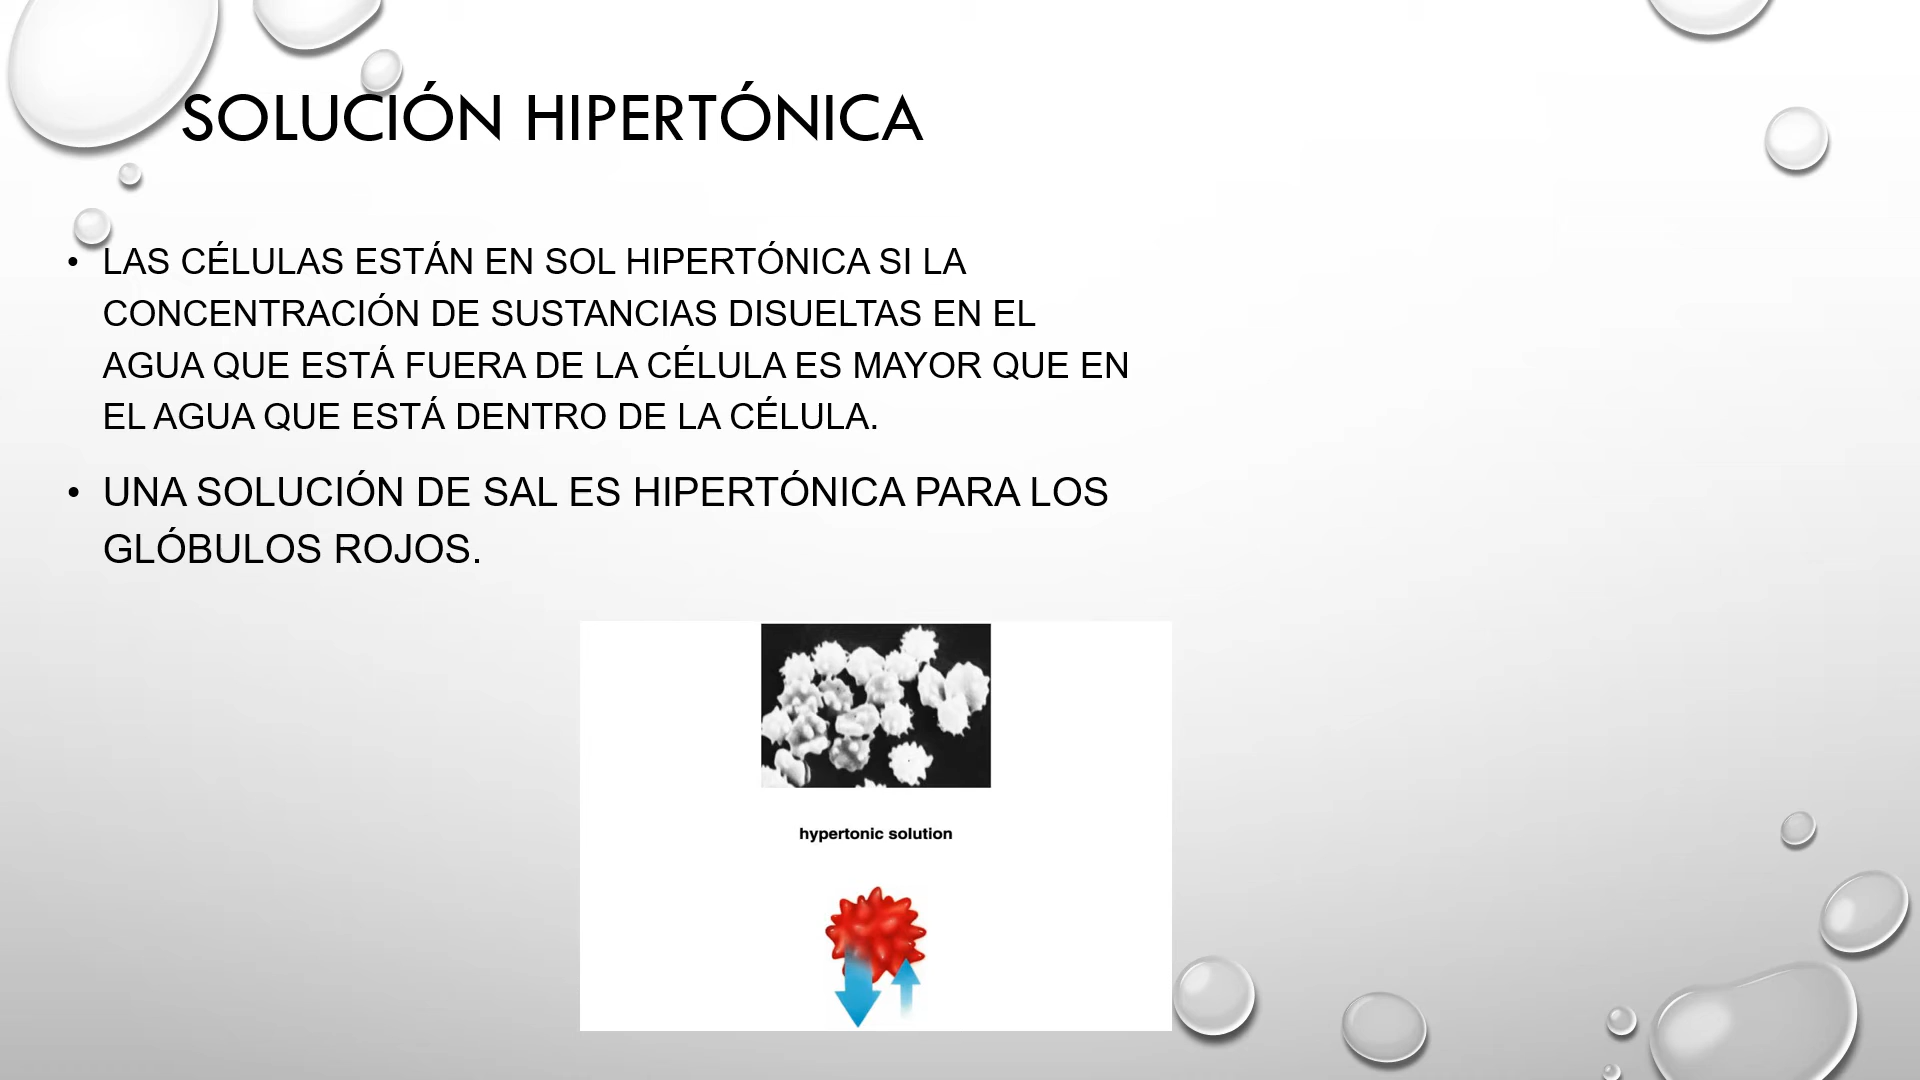 SOLUCIÓN HIPERTÓNICA
• LAS CÉLULAS ESTÁN EN SOL HIPERTÓNICA SI LA
CONCENTRACIÓN DE SUSTANCIAS DISUELTAS EN EL
AGUA QUE ESTÁ FUERA DE LA CÉLULA ES MAYOR QUE EN
EL AGUA QUE ESTÁ DENTRO DE LA CÉLULA.
• UNA SOLUCIÓN DE SAL ES HIPERTÓNICA PARA LOS
GLÓBULOS ROJOS.
hypertonic solution